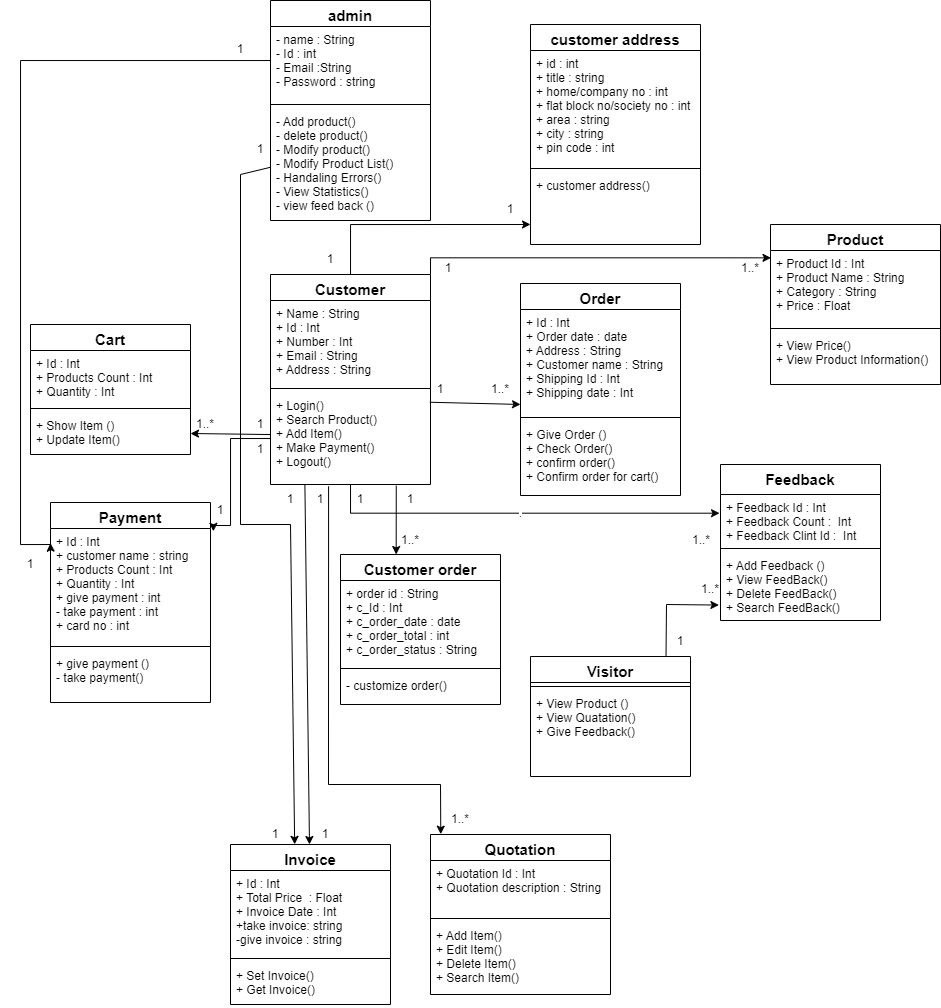 admin
- name : String
- Id : int
- Email :String
- Password : string
- Add product()
- delete product()
- Modify product()
- Modify Product List()
- Handaling Errors()
- View Statistics()
- view feed back ()
1
1
customer address
+ id : int
+ title : string
+ home/company no : int
+ flat block no/society no : int
+ area : string
+ city : string
+ pin code : int
+ customer address()
1
1
1
1..*
Product
+ Product Id : Int
+ Product Name : String
+ Category : String
+ Price : Float
+ View Price()
+ View Product Information()
Customer
+ Name : String
+ Id : Int
+ Number : Int
+ Email : String
+ Address : String
+ Login()
+ Search Product()
+ Add Item()
+ Make Payment()
+ Logout()
Order
+ Id : Int
+ Order date : date
+ Address : String
+ Customer name : String
+ Shipping Id : Int
+ Shipping date : Int
+ Give Order ()
+ Check Order()
+ confirm order()
+ Confirm order for cart()
1
1..*
Cart
+ Id : Int
+ Products Count : Int
+ Quantity : Int
+ Show Item ()
+ Update Item()
1..*
1
1
Payment
+ Id : Int
+ customer name : string
+ Products Count : Int
+ Quantity : Int
+ give payment : int
- take payment : int
+ card no : int
+ give payment ()
- take payment()
1
1
1
1
1
1
Feedback
+ Feedback Id : Int
+ Feedback Count :  Int
+ Feedback Clint Id :  Int
+ Add Feedback ()
+ View FeedBack()
+ Delete FeedBack()
+ Search FeedBack()
1..*
1..*
1..*
Customer order
+ order id : String
+ c_Id : Int
+ c_order_date : date
+ c_order_total : int
+ c_order_status : String
- customize order()
1
Visitor
+ View Product ()
+ View Quatation()
+ Give Feedback()
1
1
1..*
Invoice
+ Id : Int
+ Total Price  : Float
+ Invoice Date : Int
+take invoice: string
-give invoice : string
+ Set Invoice()
+ Get Invoice()
Quotation
+ Quotation Id : Int
+ Quotation description : String
+ Add Item()
+ Edit Item()
+ Delete Item()
+ Search Item()